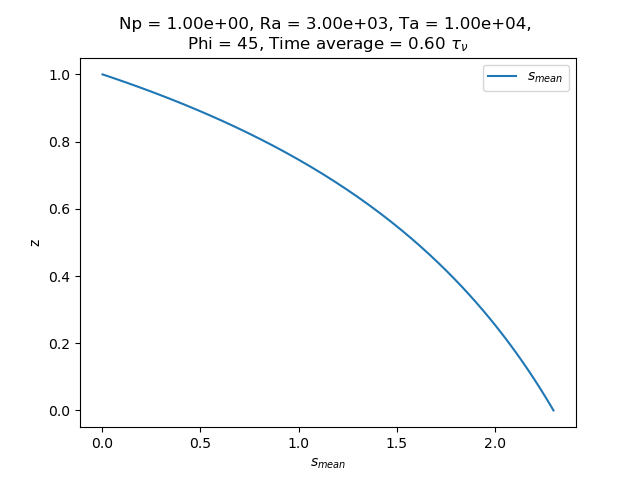 Np = 1.00e+00, Ra = 3.00e+03, Ta = 1.00e+04,
Phi = 45, Time average = 0.60 τν
smean
1.0
0.8
0.6
0.4
0.2
0.0
z
0.0 0.5 1.0 1.5 2.0
smean